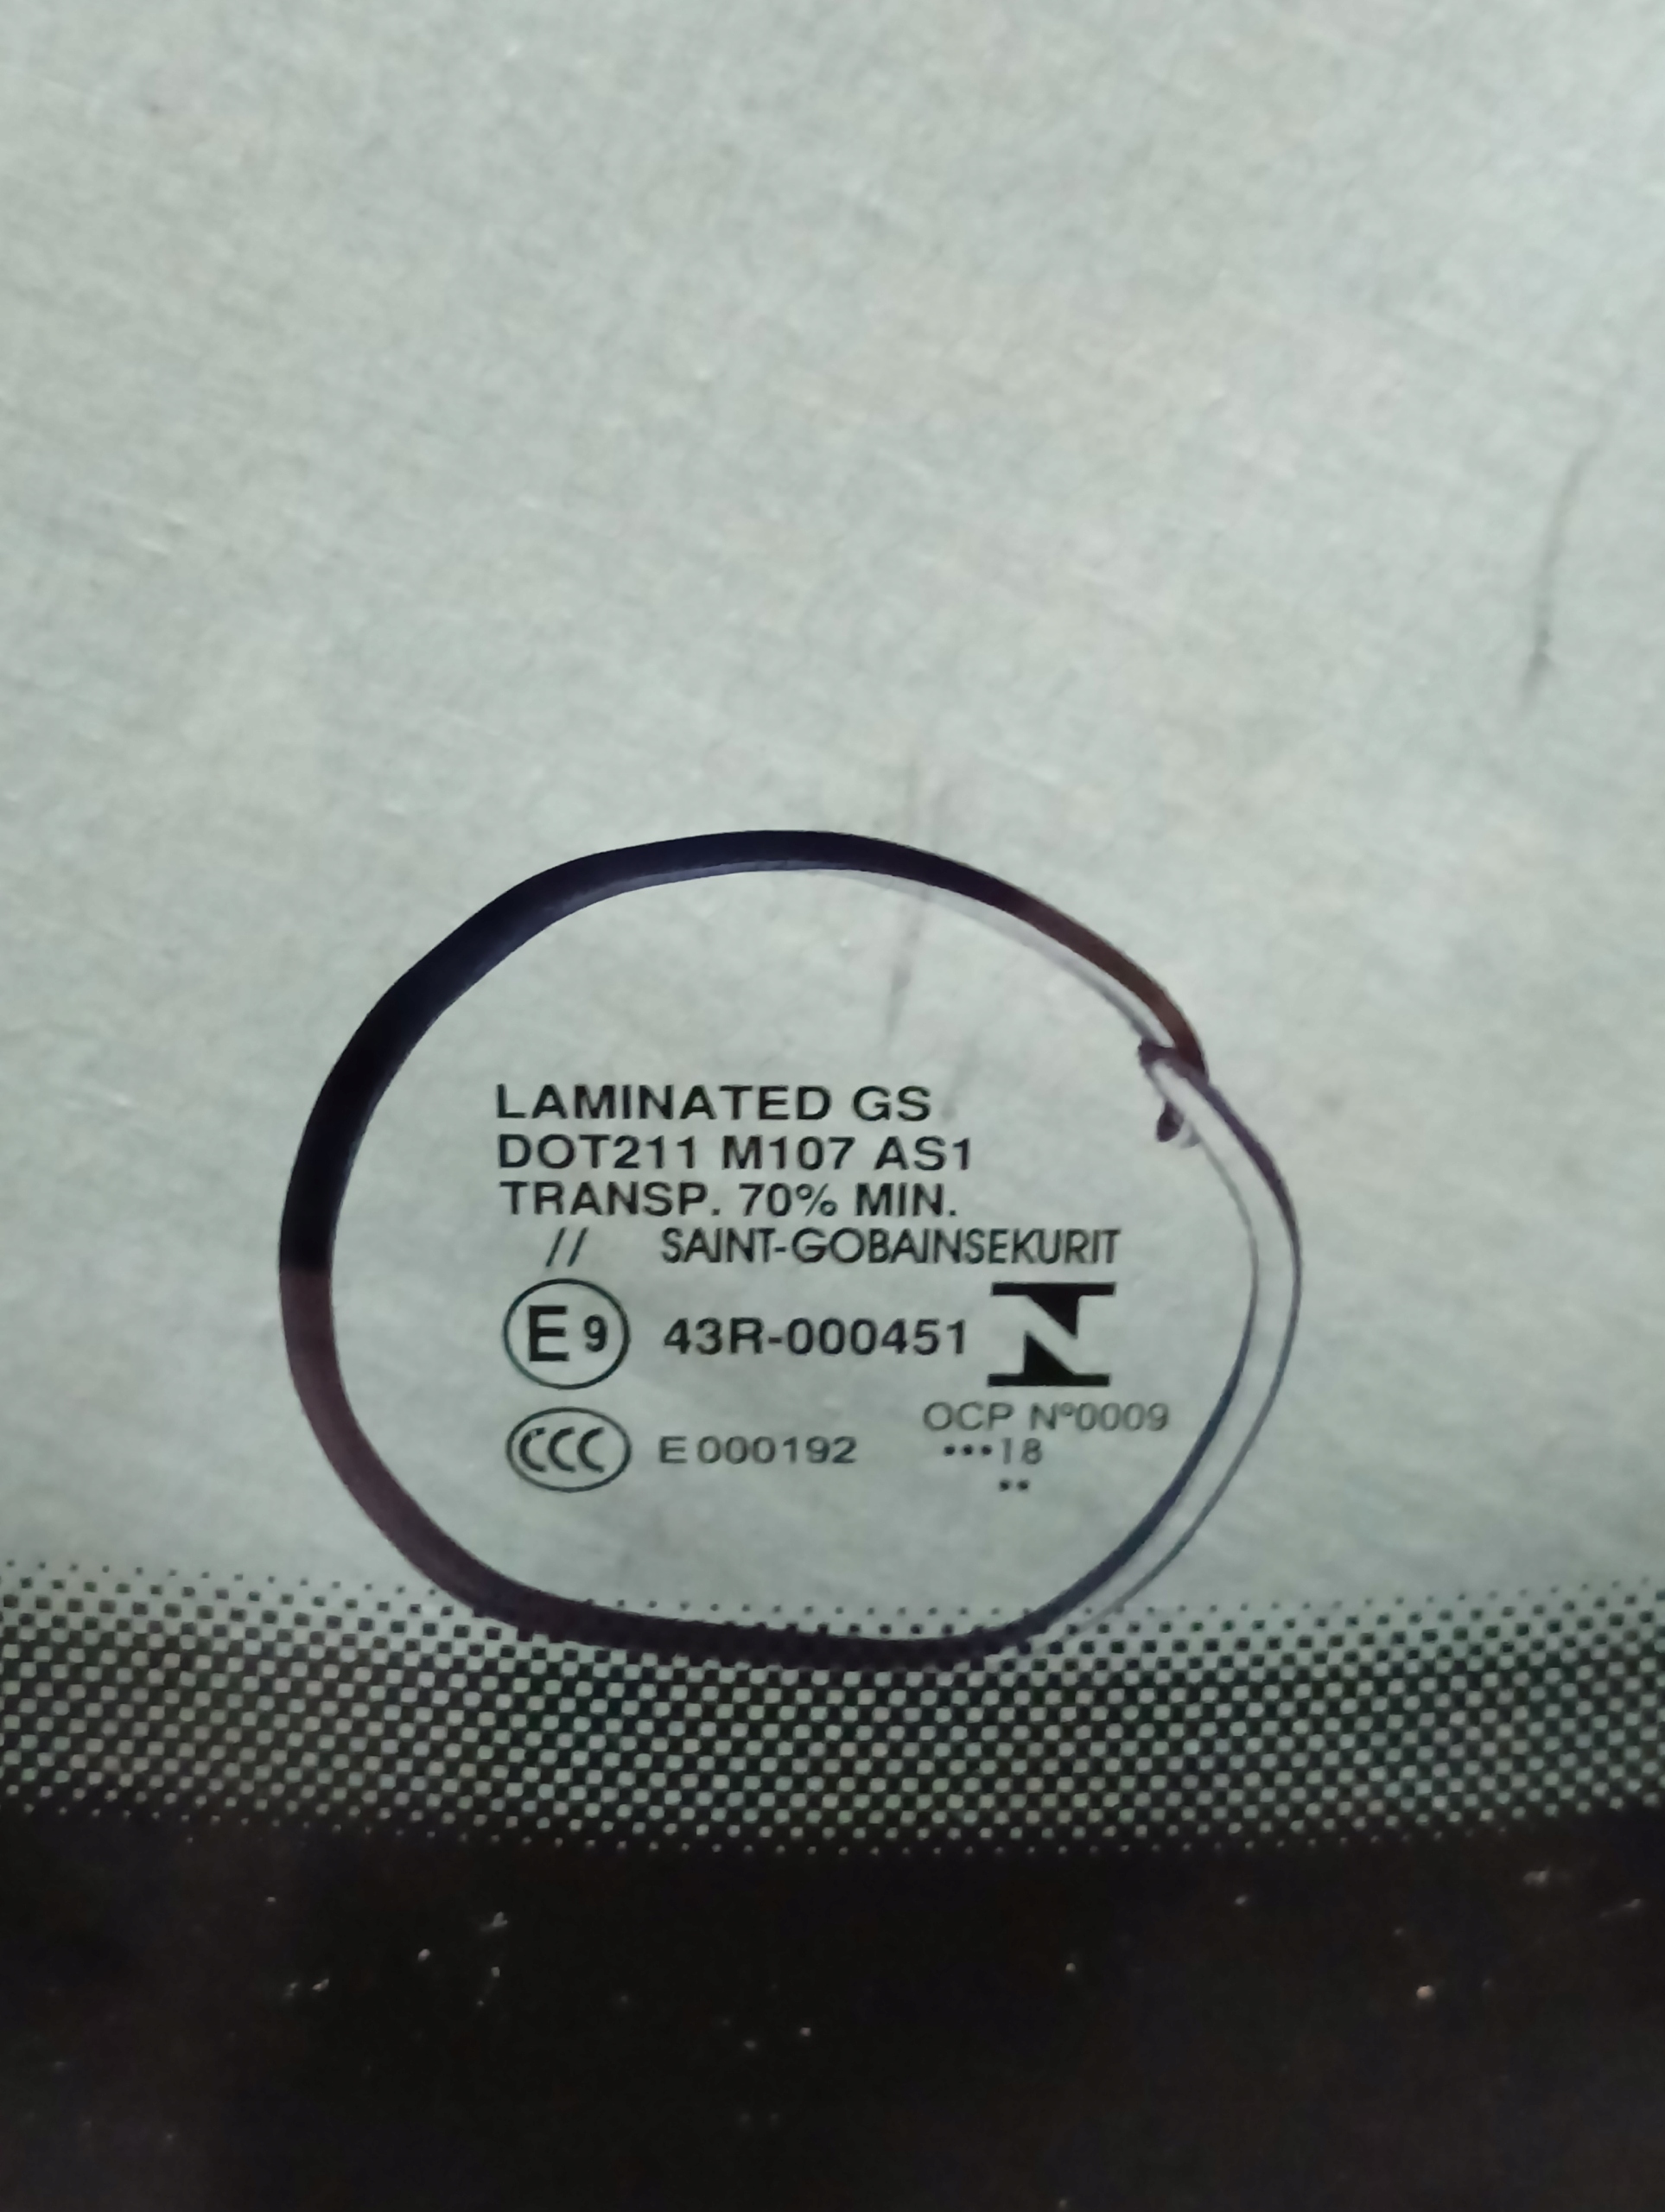 LAMINATED GS
DOT211 M107 AS1
TRANSP. 70% MIN.
// SAINT-GOBAINSEKURIT
E9 43R-000451
CCC E000192
OCP Nº0009
•••18
••